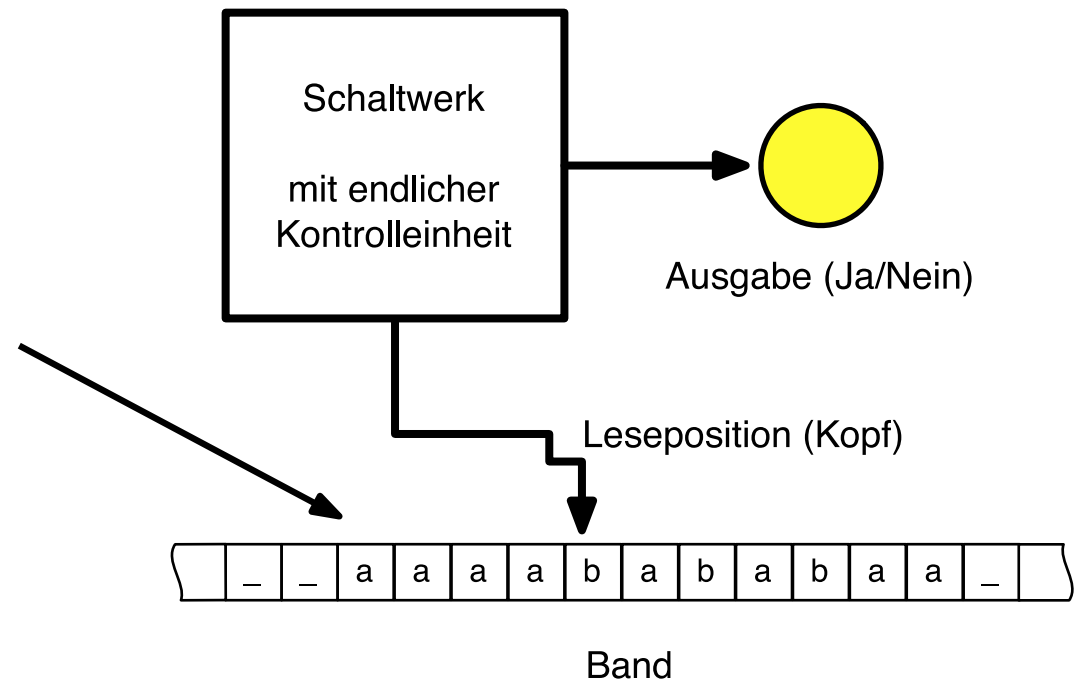 Schaltwerk
mit endlicher
Kontrolleinheit
Ausgabe (Ja/Nein)
Leseposition (Kopf)
_ _ a a a a b a b a b a a _
Band